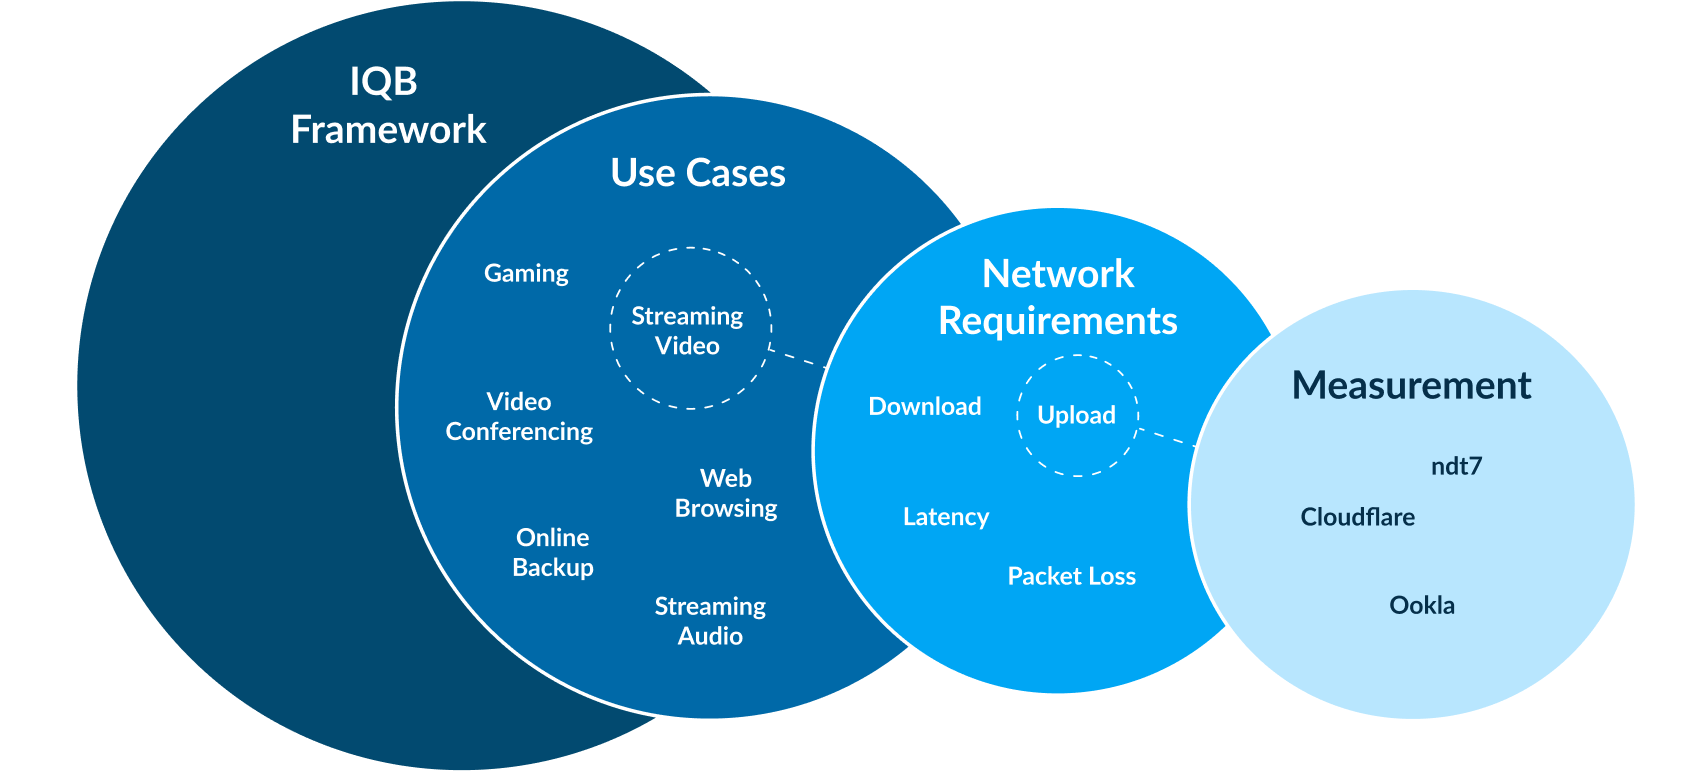 IQB
Framework
Use Cases
Gaming
Streaming
Video
Video
Conferencing
Web
Browsing
Online
Backup
Streaming
Audio
Network
Requirements
Download
Upload
Latency
Packet Loss
Measurement
ndt7
Cloudflare
Ookla